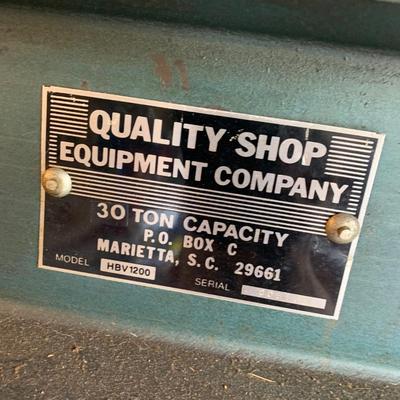 QUALITY SHOP
EQUIPMENT COMPANY
30 TON CAPACITY
P.O. BOX C
MARIETTA, S.C. 29661
MODEL HBV1200 SERIAL